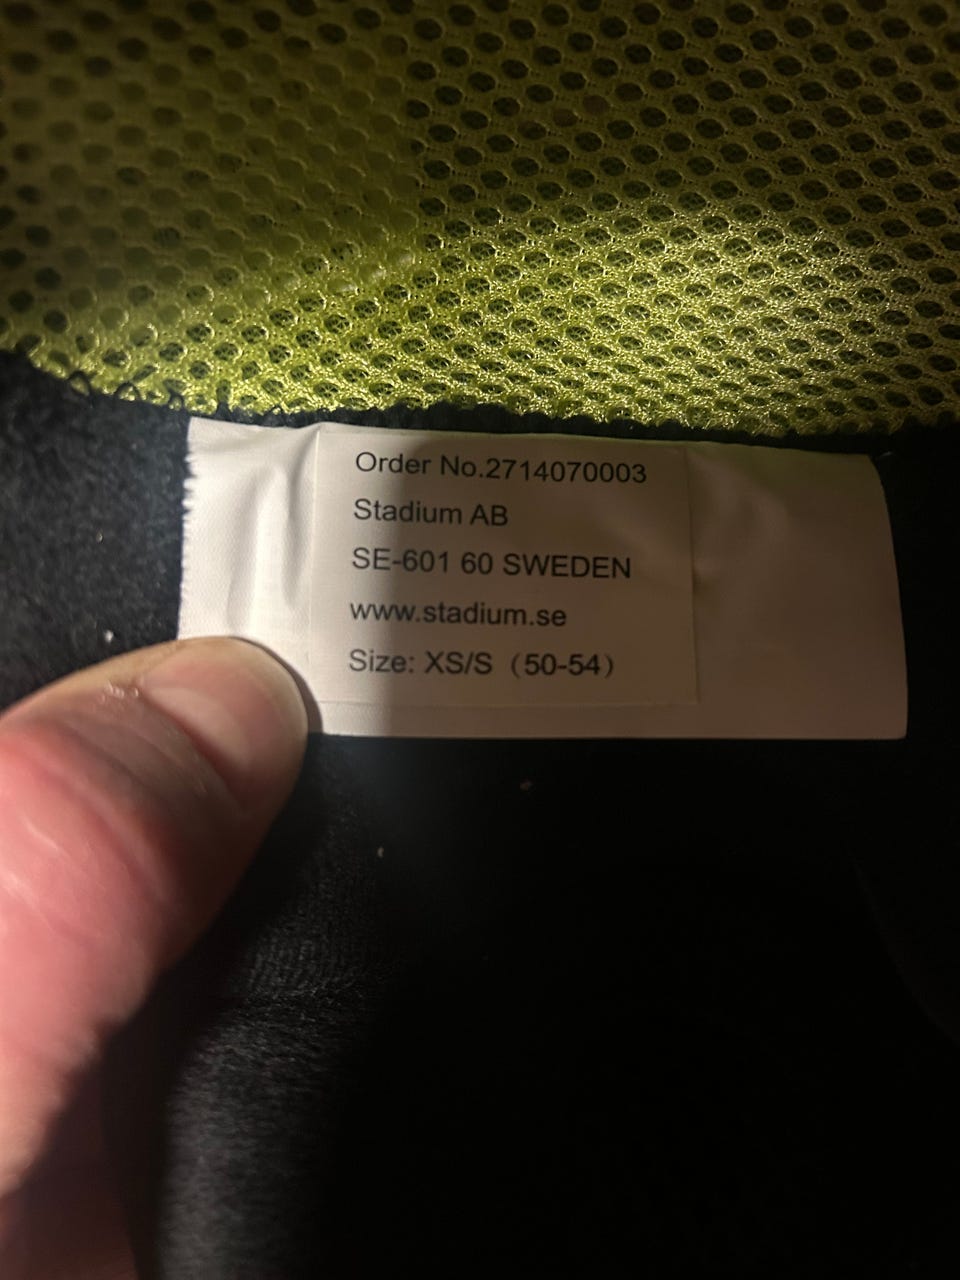 Order No.2714070003
Stadium AB
SE-601 60 SWEDEN
www.stadium.se
Size: XS/S（50-54）